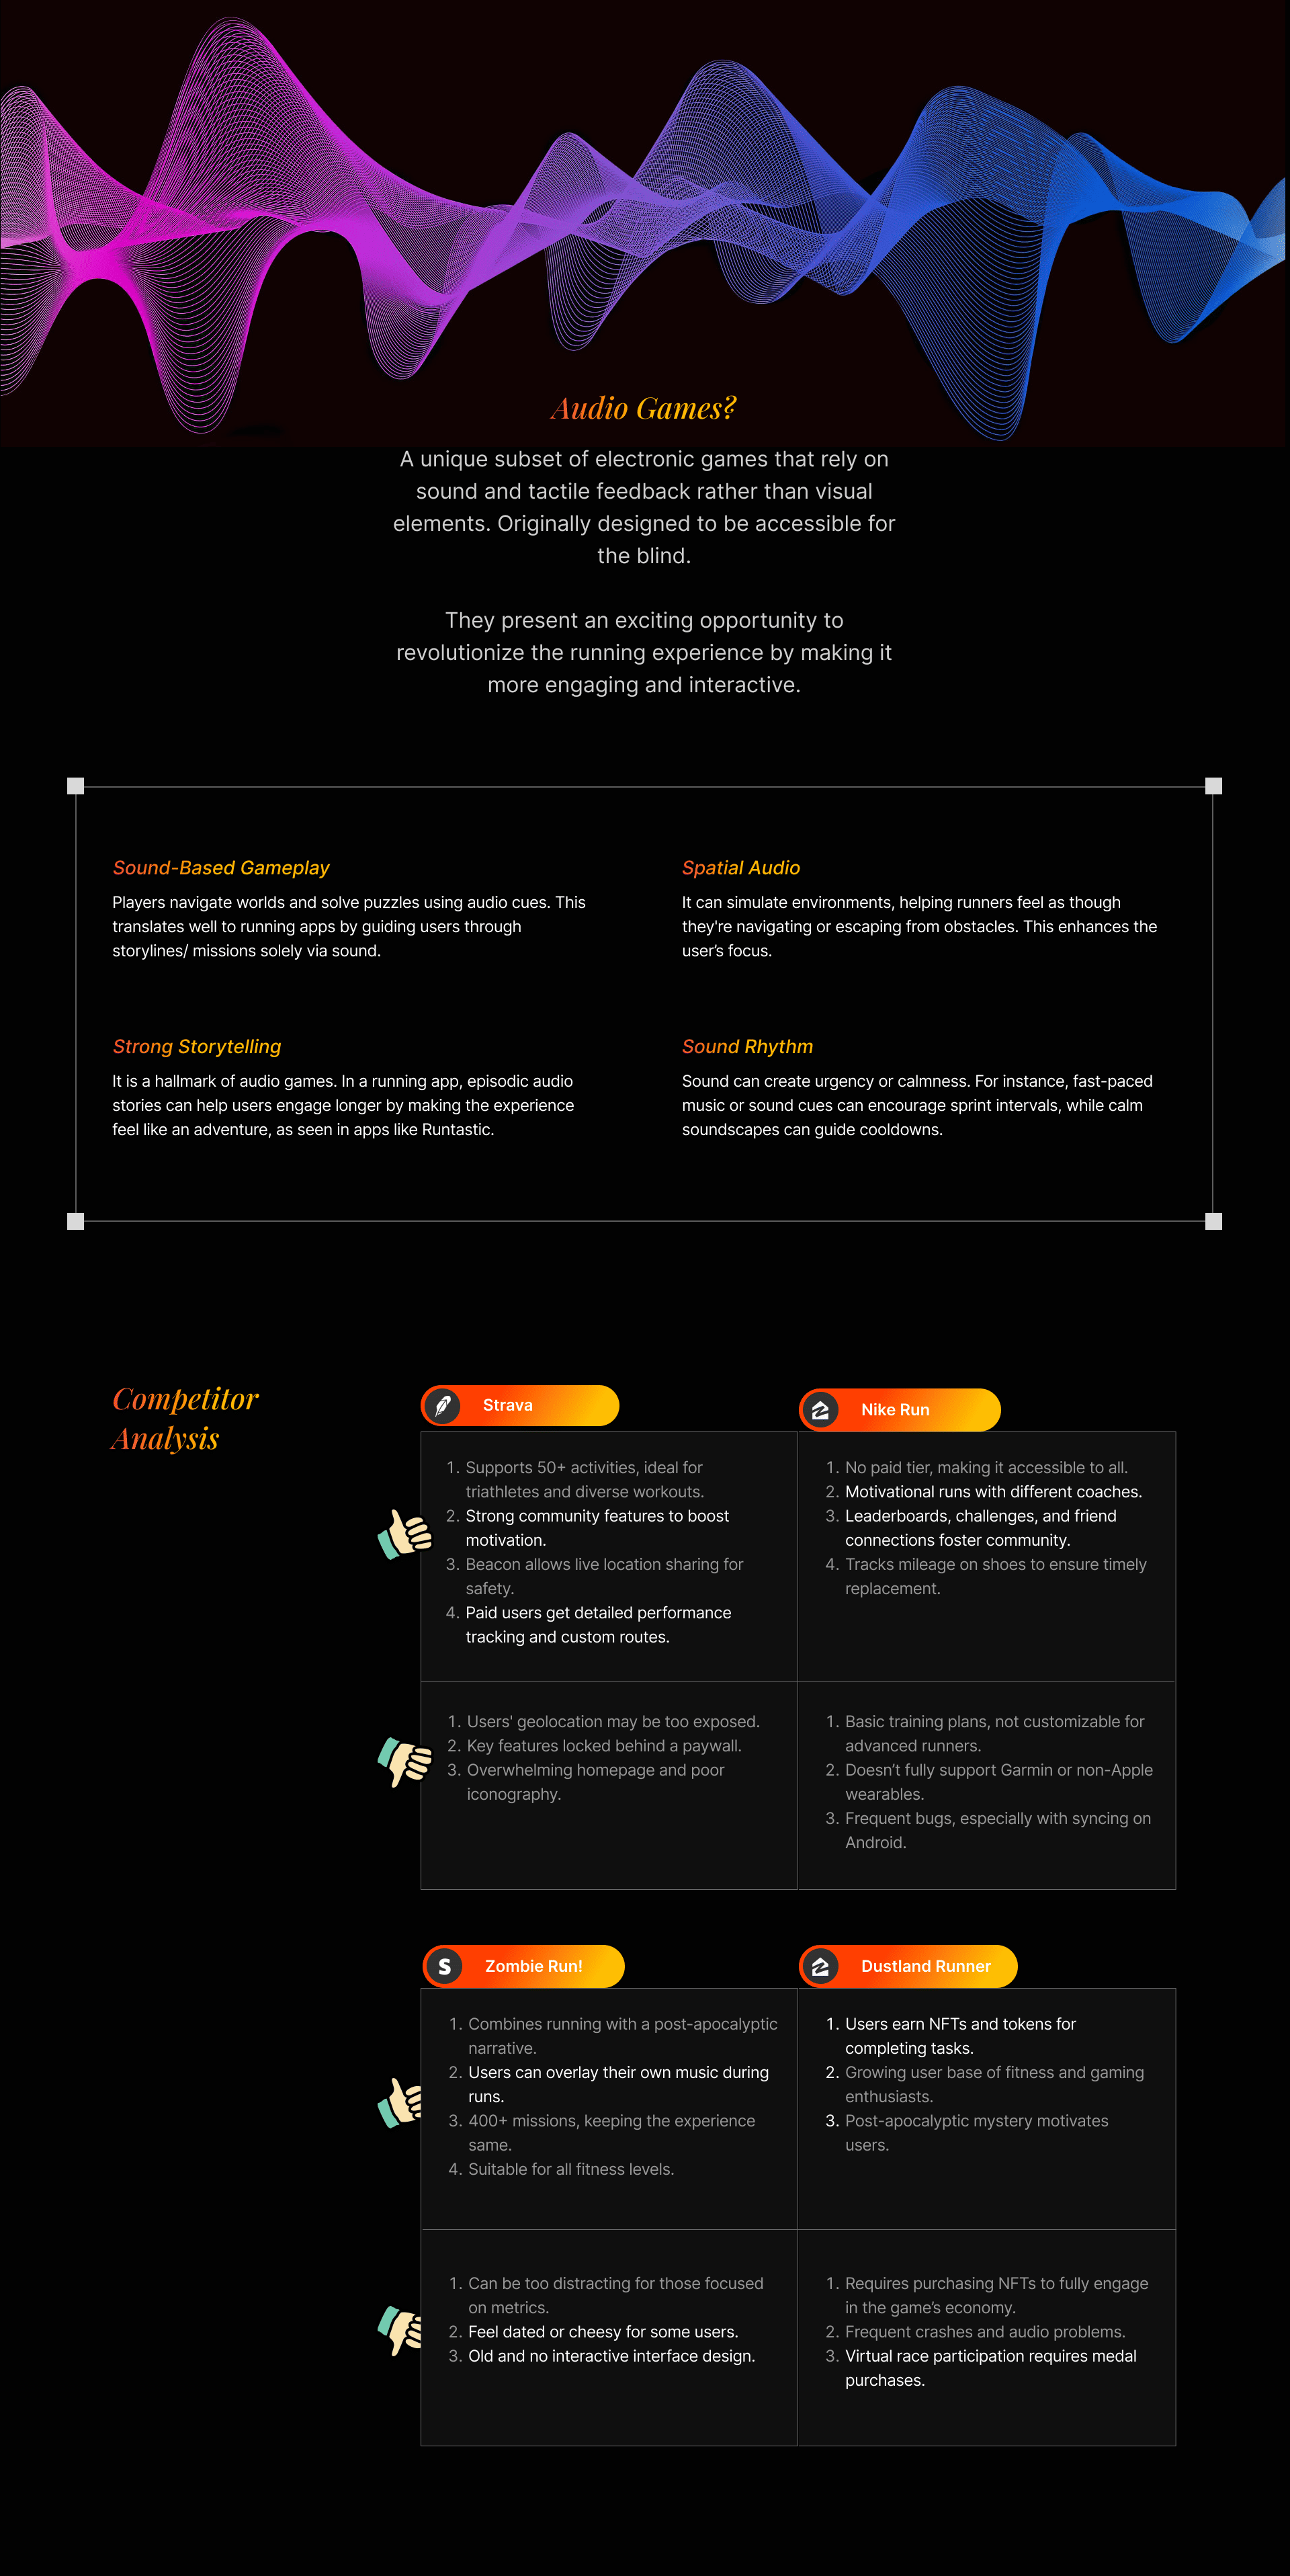 Audio Games?
A unique subset of electronic games that rely on
sound and tactile feedback rather than visual
elements. Originally designed to be accessible for
the blind.
They present an exciting opportunity to
revolutionize the running experience by making it
more engaging and interactive.
Sound-Based Gameplay
Players navigate worlds and solve puzzles using audio cues. This
translates well to running apps by guiding users through
storylines/ missions solely via sound.
Spatial Audio
It can simulate environments, helping runners feel as though
they're navigating or escaping from obstacles. This enhances the
user’s focus.
Strong Storytelling
It is a hallmark of audio games. In a running app, episodic audio
stories can help users engage longer by making the experience
feel like an adventure, as seen in apps like Runtastic.
Sound Rhythm
Sound can create urgency or calmness. For instance, fast-paced
music or sound cues can encourage sprint intervals, while calm
soundscapes can guide cooldowns.
Competitor
Analysis
Strava
1. Supports 50+ activities, ideal for
triathletes and diverse workouts.
2. Strong community features to boost
motivation.
3. Beacon allows live location sharing for
safety.
4. Paid users get detailed performance
tracking and custom routes.
Nike Run
1. No paid tier, making it accessible to all.
2. Motivational runs with different coaches.
3. Leaderboards, challenges, and friend
connections foster community.
4. Tracks mileage on shoes to ensure timely
replacement.
1. Users' geolocation may be too exposed.
2. Key features locked behind a paywall.
3. Overwhelming homepage and poor
iconography.
1. Basic training plans, not customizable for
advanced runners.
2. Doesn’t fully support Garmin or non-Apple
wearables.
3. Frequent bugs, especially with syncing on
Android.
S Zombie Run!
1. Combines running with a post-apocalyptic
narrative.
2. Users can overlay their own music during
runs.
3. 400+ missions, keeping the experience
same.
4. Suitable for all fitness levels.
Dustland Runner
1. Users earn NFTs and tokens for
completing tasks.
2. Growing user base of fitness and gaming
enthusiasts.
3. Post-apocalyptic mystery motivates
users.
1. Can be too distracting for those focused
on metrics.
2. Feel dated or cheesy for some users.
3. Old and no interactive interface design.
1. Requires purchasing NFTs to fully engage
in the game’s economy.
2. Frequent crashes and audio problems.
3. Virtual race participation requires medal
purchases.